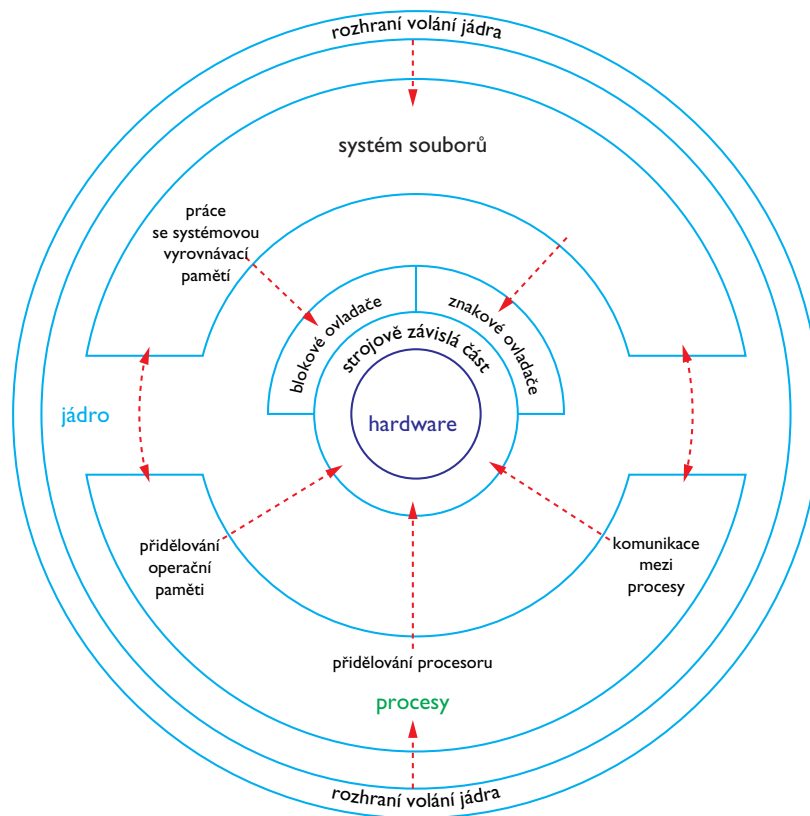 rozhraní volání jádra
systém souborů
práce
se systémovou
vyrovnávací
pamětí
blokové ovladače
znakové ovladače
strojově závislá část
jádro
hardware
přidělování
operační
paměti
komunikace
mezi
procesy
přidělování procesoru
procesy
rozhraní volání jádra